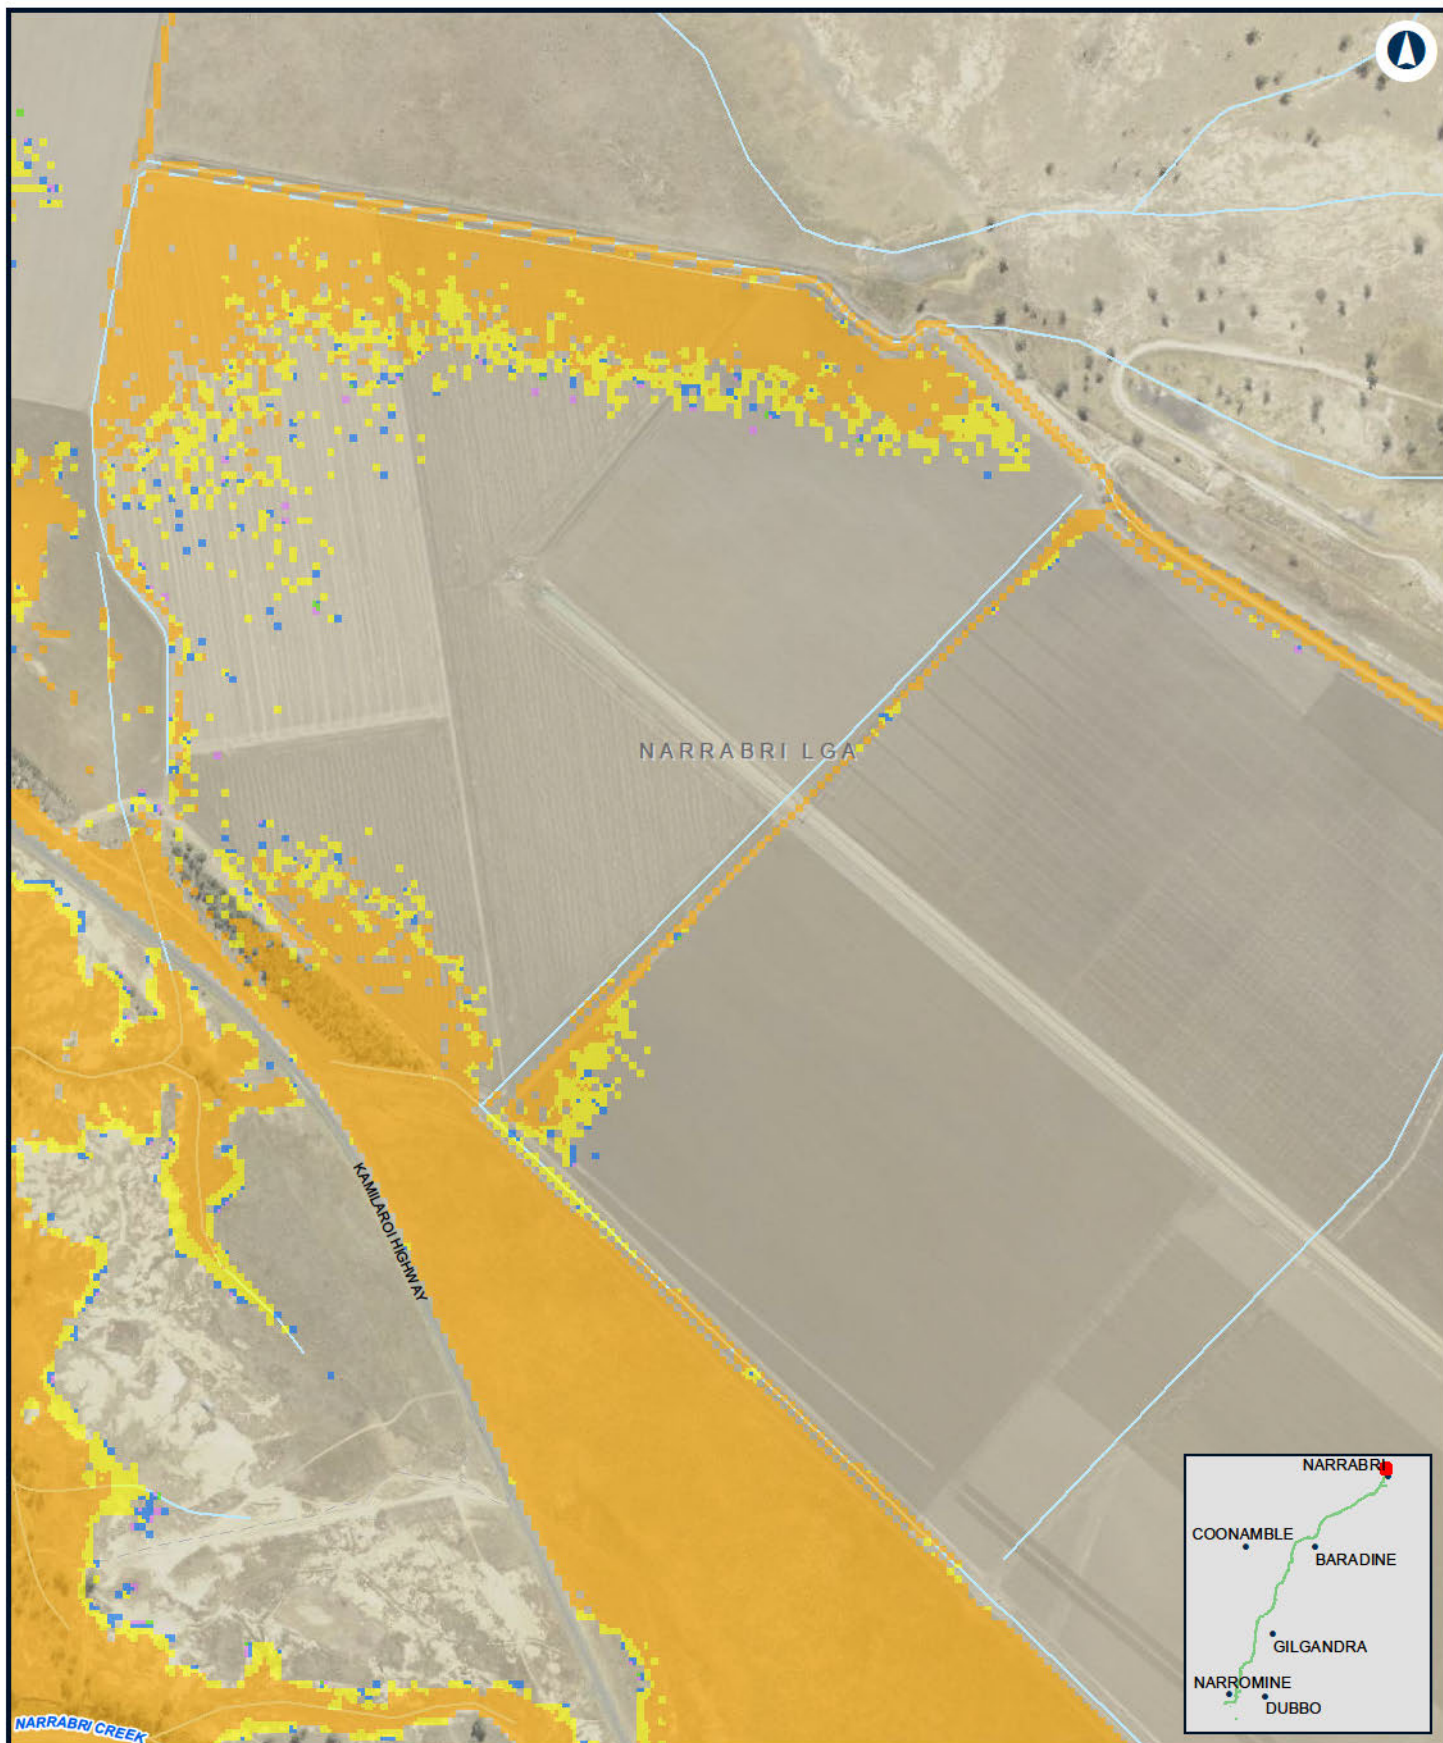 NARRABRI LGA
KAMILAROI HIGHWAY
NARRABRI
COONAMBLE
BARADINE
GILGANDRA
NARROMINE
DUBBO
NARRABRI CREEK